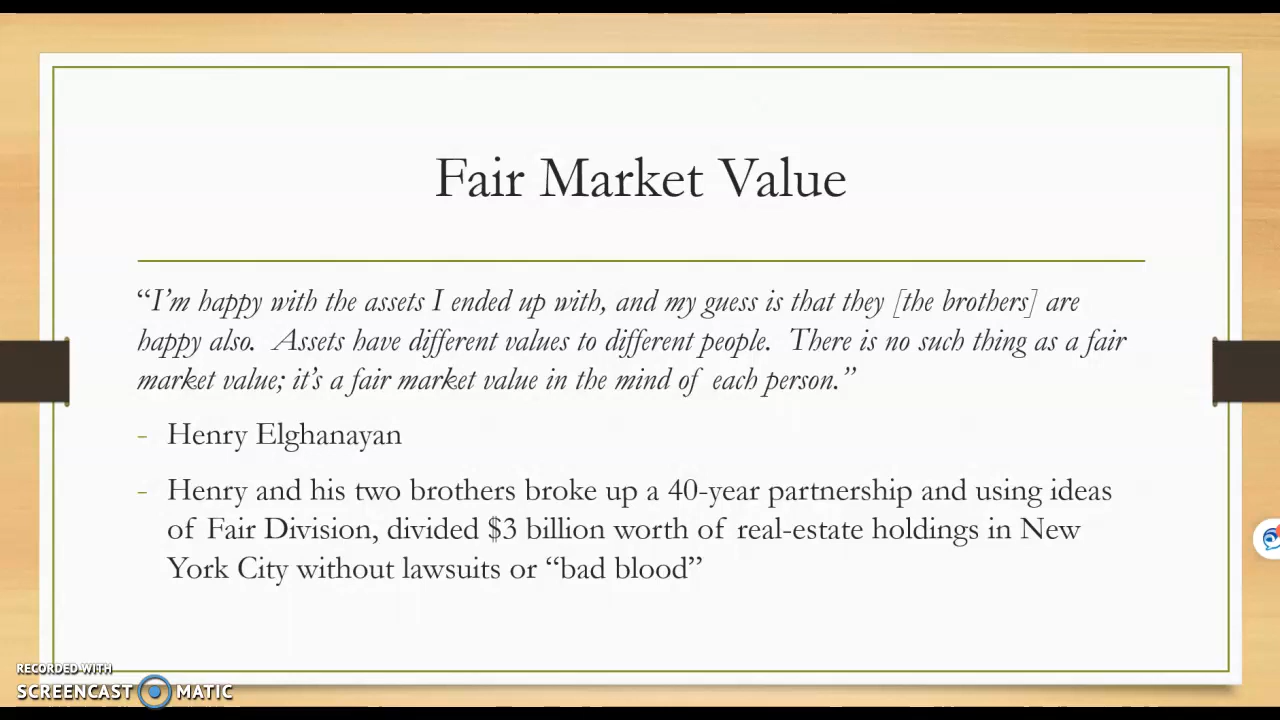 Fair Market Value
“I’m happy with the assets I ended up with, and my guess is that they [the brothers] are
happy also.  Assets have different values to different people.  There is no such thing as a fair
market value; it’s a fair market value in the mind of each person.”
- Henry Elghanayan
- Henry and his two brothers broke up a 40-year partnership and using ideas
of Fair Division, divided $3 billion worth of real-estate holdings in New
York City without lawsuits or “bad blood”
RECORDED WITH
SCREENCAST MATIC